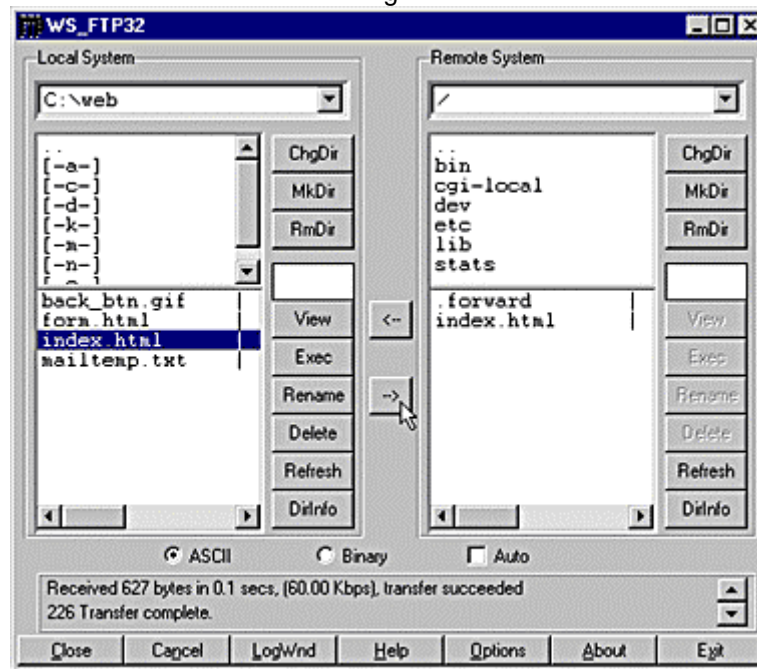 WS_FTP32
Local System
C:\web
..
[-a-]
[-c-]
[-d-]
[-k-]
[-m-]
[-n-]
ChgDir
MkDir
RmDir
back_btn.gif |
form.html |
index.html |
mailtemp.txt |
View
Exec
Rename
Delete
Refresh
DirInfo
<--
-->
Remote System
/
..
bin
cgi-local
dev
etc
lib
stats
ChgDir
MkDir
RmDir
.forward |
index.html |
View
Exec
Rename
Delete
Refresh
DirInfo
ASCII Binary Auto
Received 627 bytes in 0.1 secs, (60.00 Kbps), transfer succeeded
226 Transfer complete.
Close Cancel LogWnd Help Options About Exit